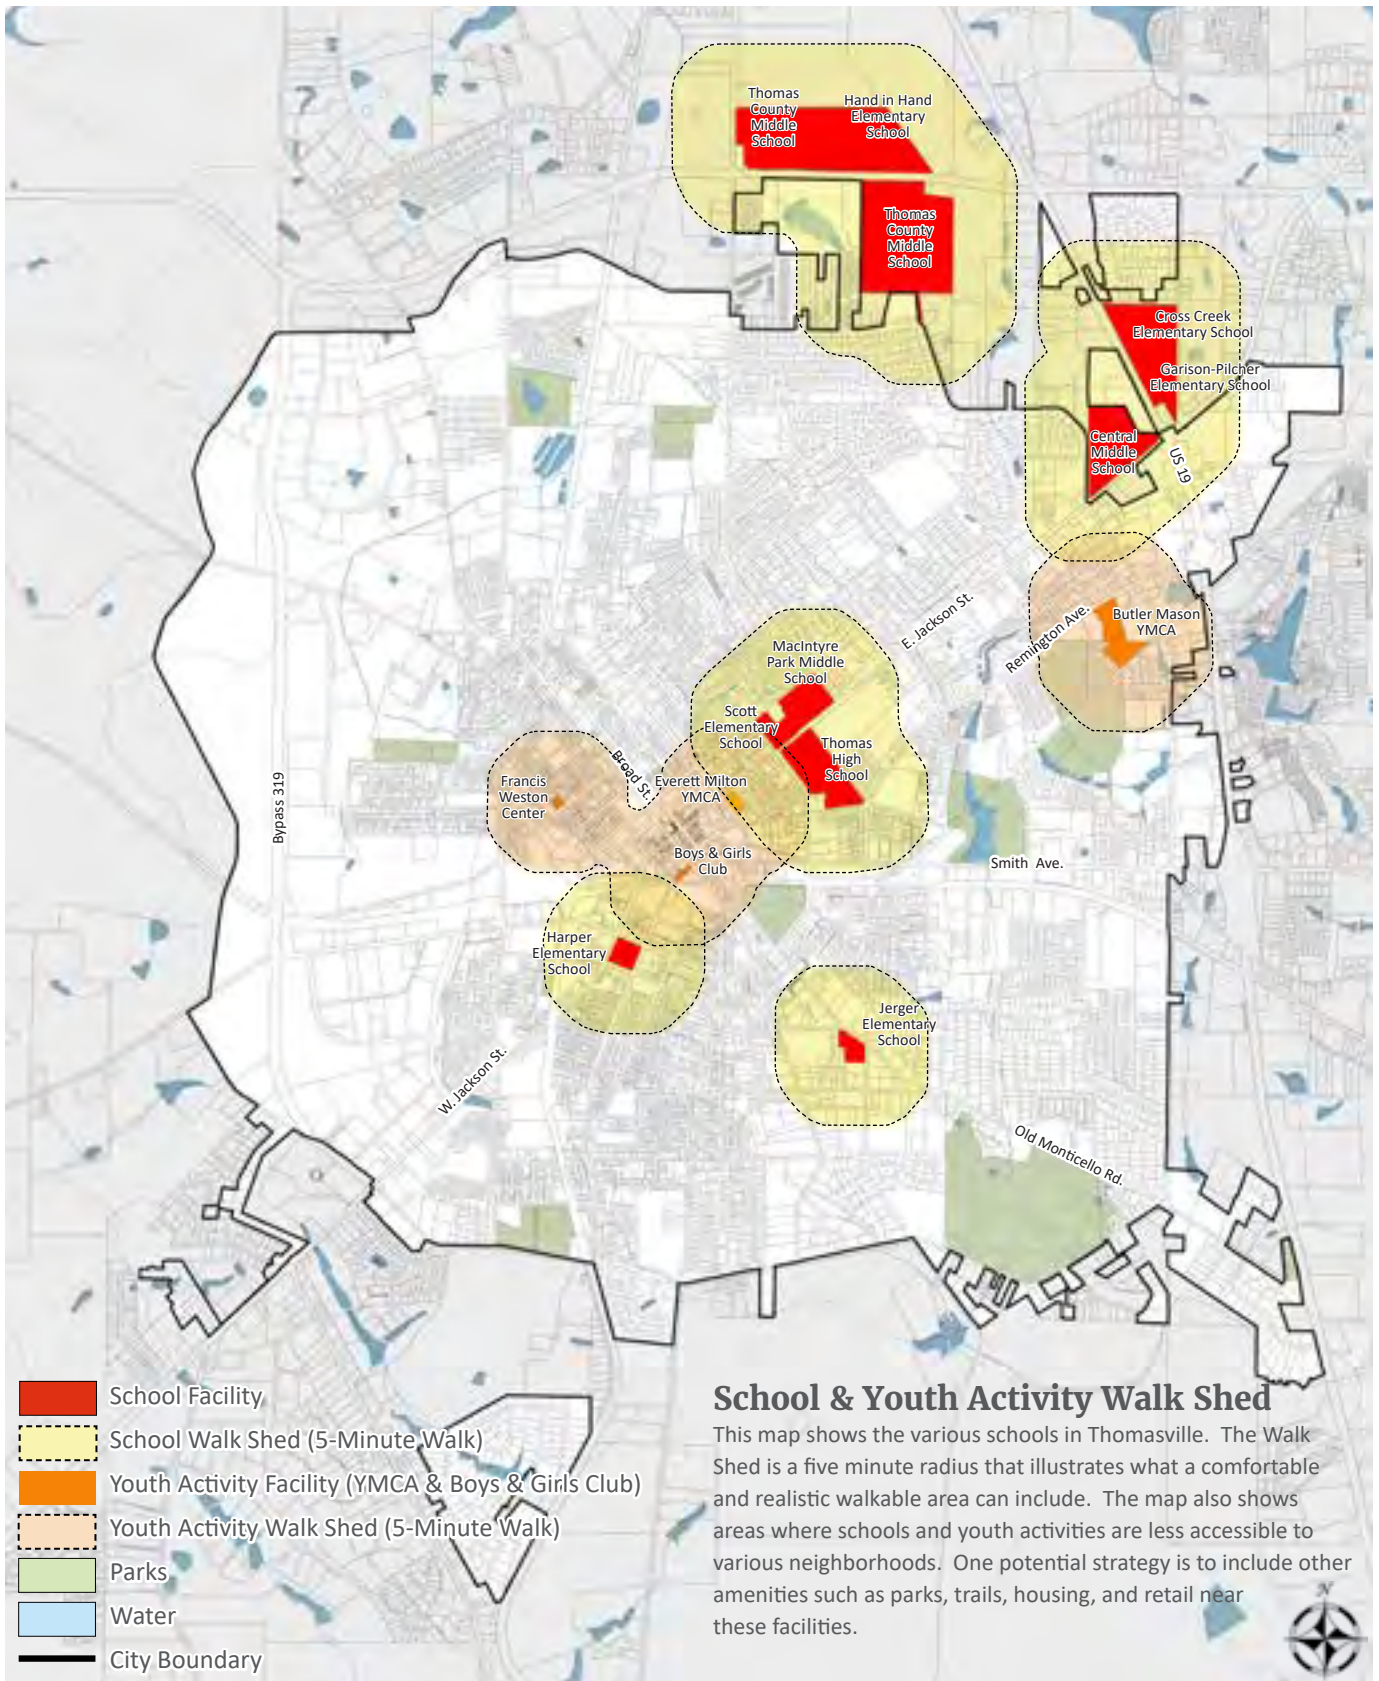 Thomas
County
Middle
School
Hand in Hand
Elementary
School
Thomas
County
Middle
School
Cross Creek
Elementary School
Garison-Pilcher
Elementary School
Central
Middle
School
US 19
E. Jackson St.
Remington Ave.
Butler Mason
YMCA
MacIntyre
Park Middle
School
Scott
Elementary
School
Thomas
High
School
Broad St.
Everett Milton
YMCA
Francis
Weston
Center
Bypass 319
Boys & Girls
Club
Smith Ave.
Harper
Elementary
School
Jerger
Elementary
School
W. Jackson St.
Old Monticello Rd.
School Facility
School Walk Shed (5-Minute Walk)
Youth Activity Facility (YMCA & Boys & Girls Club)
Youth Activity Walk Shed (5-Minute Walk)
Parks
Water
City Boundary
School & Youth Activity Walk Shed
This map shows the various schools in Thomasville. The Walk
Shed is a five minute radius that illustrates what a comfortable
and realistic walkable area can include. The map also shows
areas where schools and youth activities are less accessible to
various neighborhoods. One potential strategy is to include other
amenities such as parks, trails, housing, and retail near
these facilities.
N